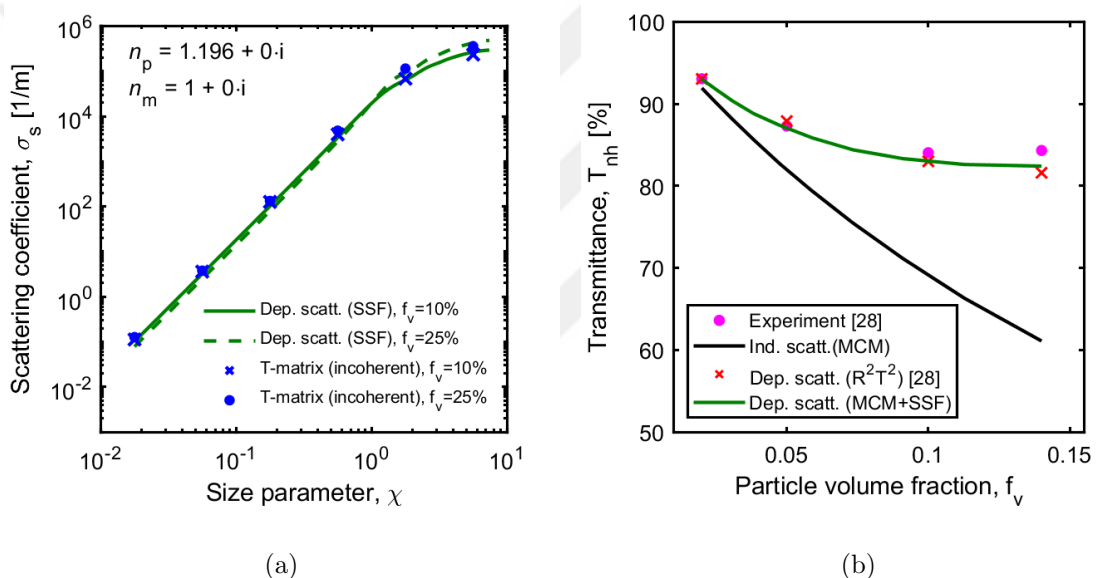 10^6
10^4
10^2
10^0
10^-2
Scattering coefficient, σ_s [1/m]
n_p = 1.196 + 0·i
n_m = 1 + 0·i
Dep. scatt. (SSF), f_v=10%
Dep. scatt. (SSF), f_v=25%
T-matrix (incoherent), f_v=10%
T-matrix (incoherent), f_v=25%
10^-2 10^-1 10^0 10^1
Size parameter, χ
(a)
100
90
80
70
60
50
Transmittance, T_nh [%]
Experiment [28]
Ind. scatt.(MCM)
Dep. scatt. (R^2T^2) [28]
Dep. scatt. (MCM+SSF)
0.05 0.1 0.15
Particle volume fraction, f_v
(b)